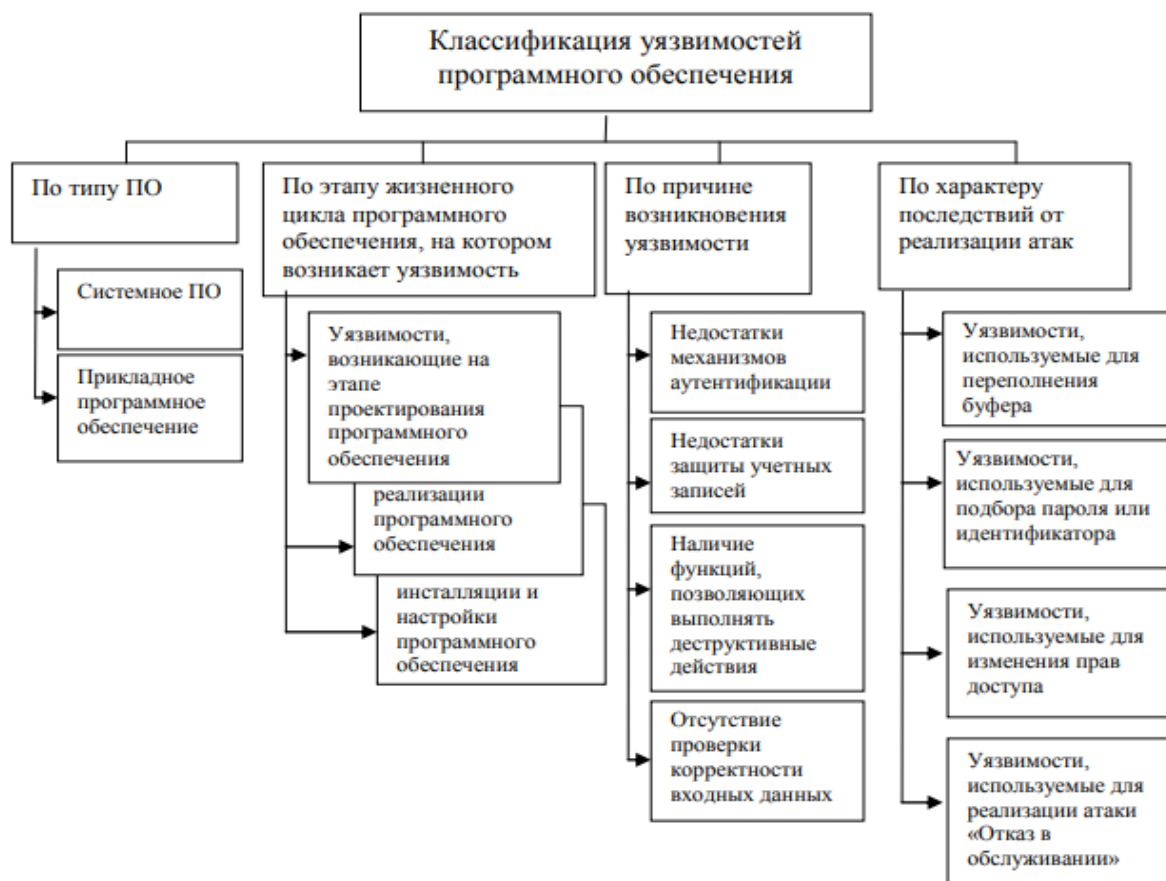 Классификация уязвимостей
программного обеспечения
По типу ПО
Системное ПО
Прикладное
программное
обеспечение
По этапу жизненного
цикла программного
обеспечения, на котором
возникает уязвимость
Уязвимости,
возникающие на
этапе
проектирования
программного
обеспечения
реализации
программного
обеспечения
инсталляции и
настройки
программного
обеспечения
По причине
возникновения
уязвимости
Недостатки
механизмов
аутентификации
Недостатки
защиты учетных
записей
Наличие
функций,
позволяющих
выполнять
деструктивные
действия
Отсутствие
проверки
корректности
входных данных
По характеру
последствий от
реализации атак
Уязвимости,
используемые для
переполнения
буфера
Уязвимости,
используемые для
подбора пароля или
идентификатора
Уязвимости,
используемые для
изменения прав
доступа
Уязвимости,
используемые для
реализации атаки
«Отказ в
обслуживании»